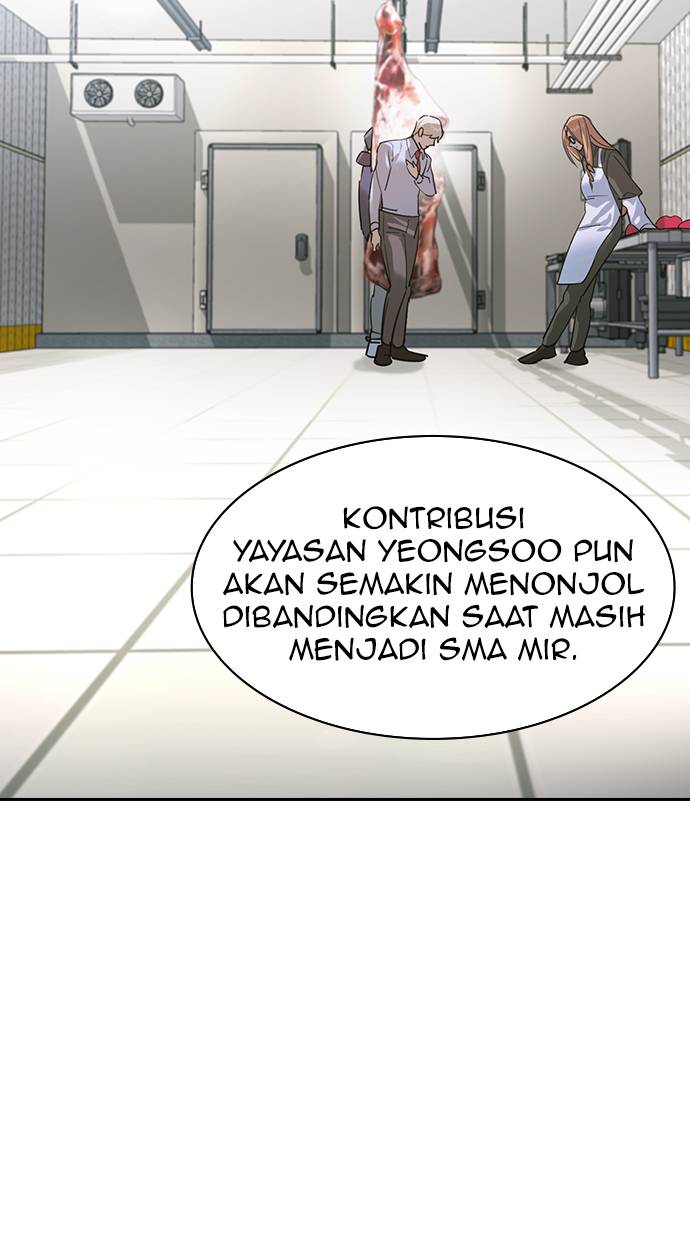 KONTRIBUSI
YAYASAN YEONGSOO PUN
AKAN SEMAKIN MENONJOL
DIBANDINGKAN SAAT MASIH
MENJADI SMA MIR.